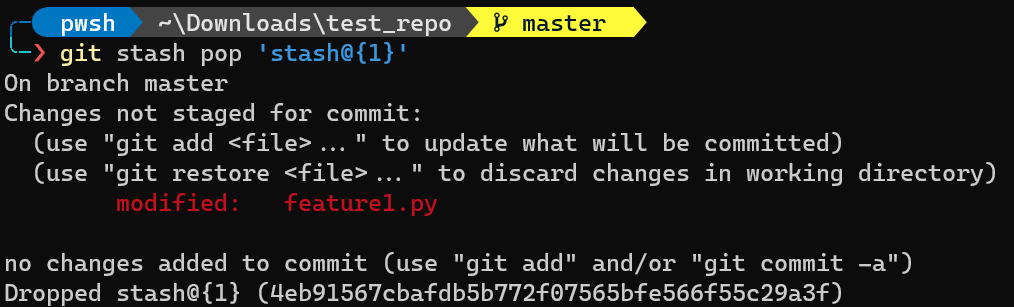 pwsh ~\Downloads\test_repo master
❯ git stash pop 'stash@{1}'
On branch master
Changes not staged for commit:
  (use "git add <file>..." to update what will be committed)
  (use "git restore <file>..." to discard changes in working directory)
        modified:   feature1.py

no changes added to commit (use "git add" and/or "git commit -a")
Dropped stash@{1} (4eb91567cbafdb5b772f07565bfe566f55c29a3f)